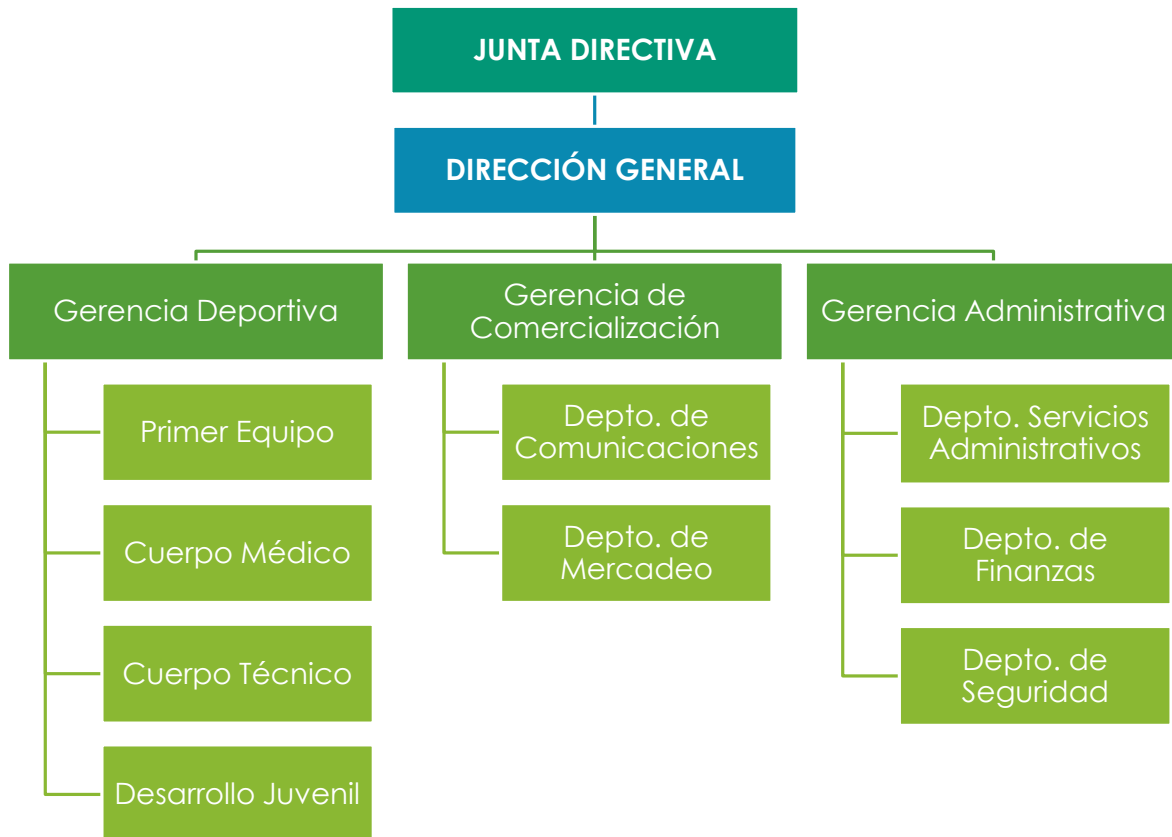 JUNTA DIRECTIVA
DIRECCIÓN GENERAL
Gerencia Deportiva
Primer Equipo
Cuerpo Médico
Cuerpo Técnico
Desarrollo Juvenil
Gerencia de
Comercialización
Depto. de
Comunicaciones
Depto. de
Mercadeo
Gerencia Administrativa
Depto. Servicios
Administrativos
Depto. de
Finanzas
Depto. de
Seguridad